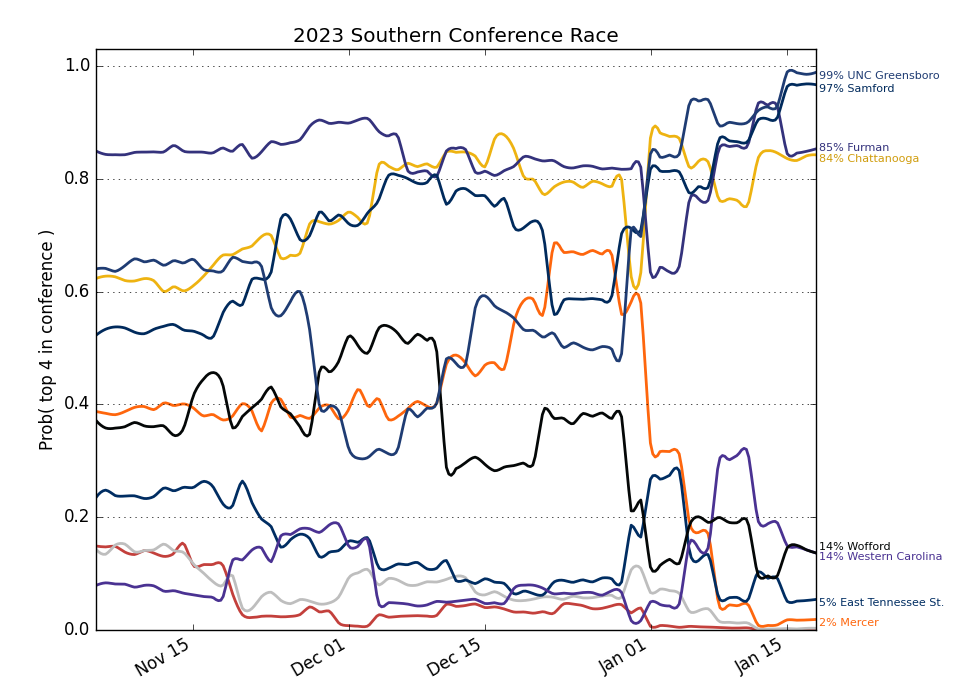 2023 Southern Conference Race
1.0
0.8
0.6
0.4
0.2
0.0
Prob( top 4 in conference )
Nov 15
Dec 01
Dec 15
Jan 01
Jan 15
99% UNC Greensboro
97% Samford
85% Furman
84% Chattanooga
14% Wofford
14% Western Carolina
5% East Tennessee St.
2% Mercer